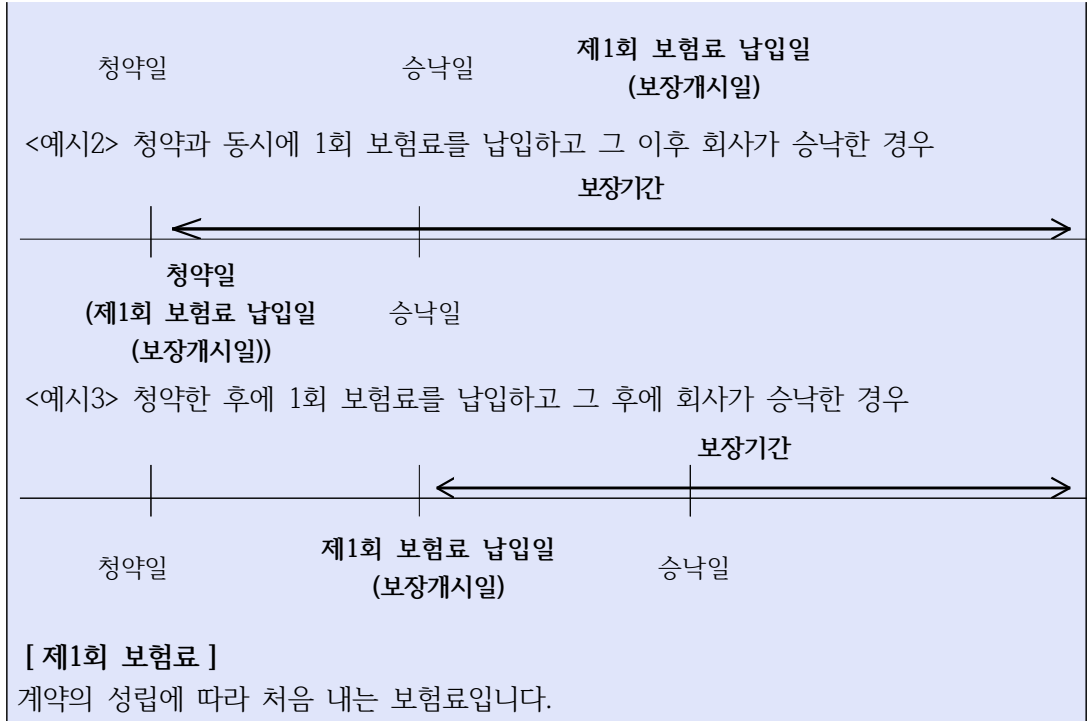 청약일 승낙일 제1회 보험료 납입일
(보장개시일)
<예시2> 청약과 동시에 1회 보험료를 납입하고 그 이후 회사가 승낙한 경우
보장기간
청약일
(제1회 보험료 납입일 승낙일
(보장개시일))
<예시3> 청약한 후에 1회 보험료를 납입하고 그 후에 회사가 승낙한 경우
보장기간
청약일 제1회 보험료 납입일 승낙일
(보장개시일)
[ 제1회 보험료 ]
계약의 성립에 따라 처음 내는 보험료입니다.